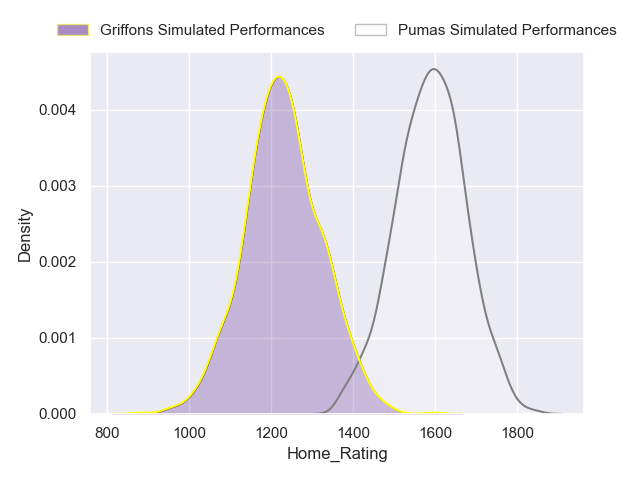 Griffons Simulated Performances Pumas Simulated Performances
0.004
0.003
0.002
0.001
0.000
Density
800 1000 1200 1400 1600 1800
Home_Rating